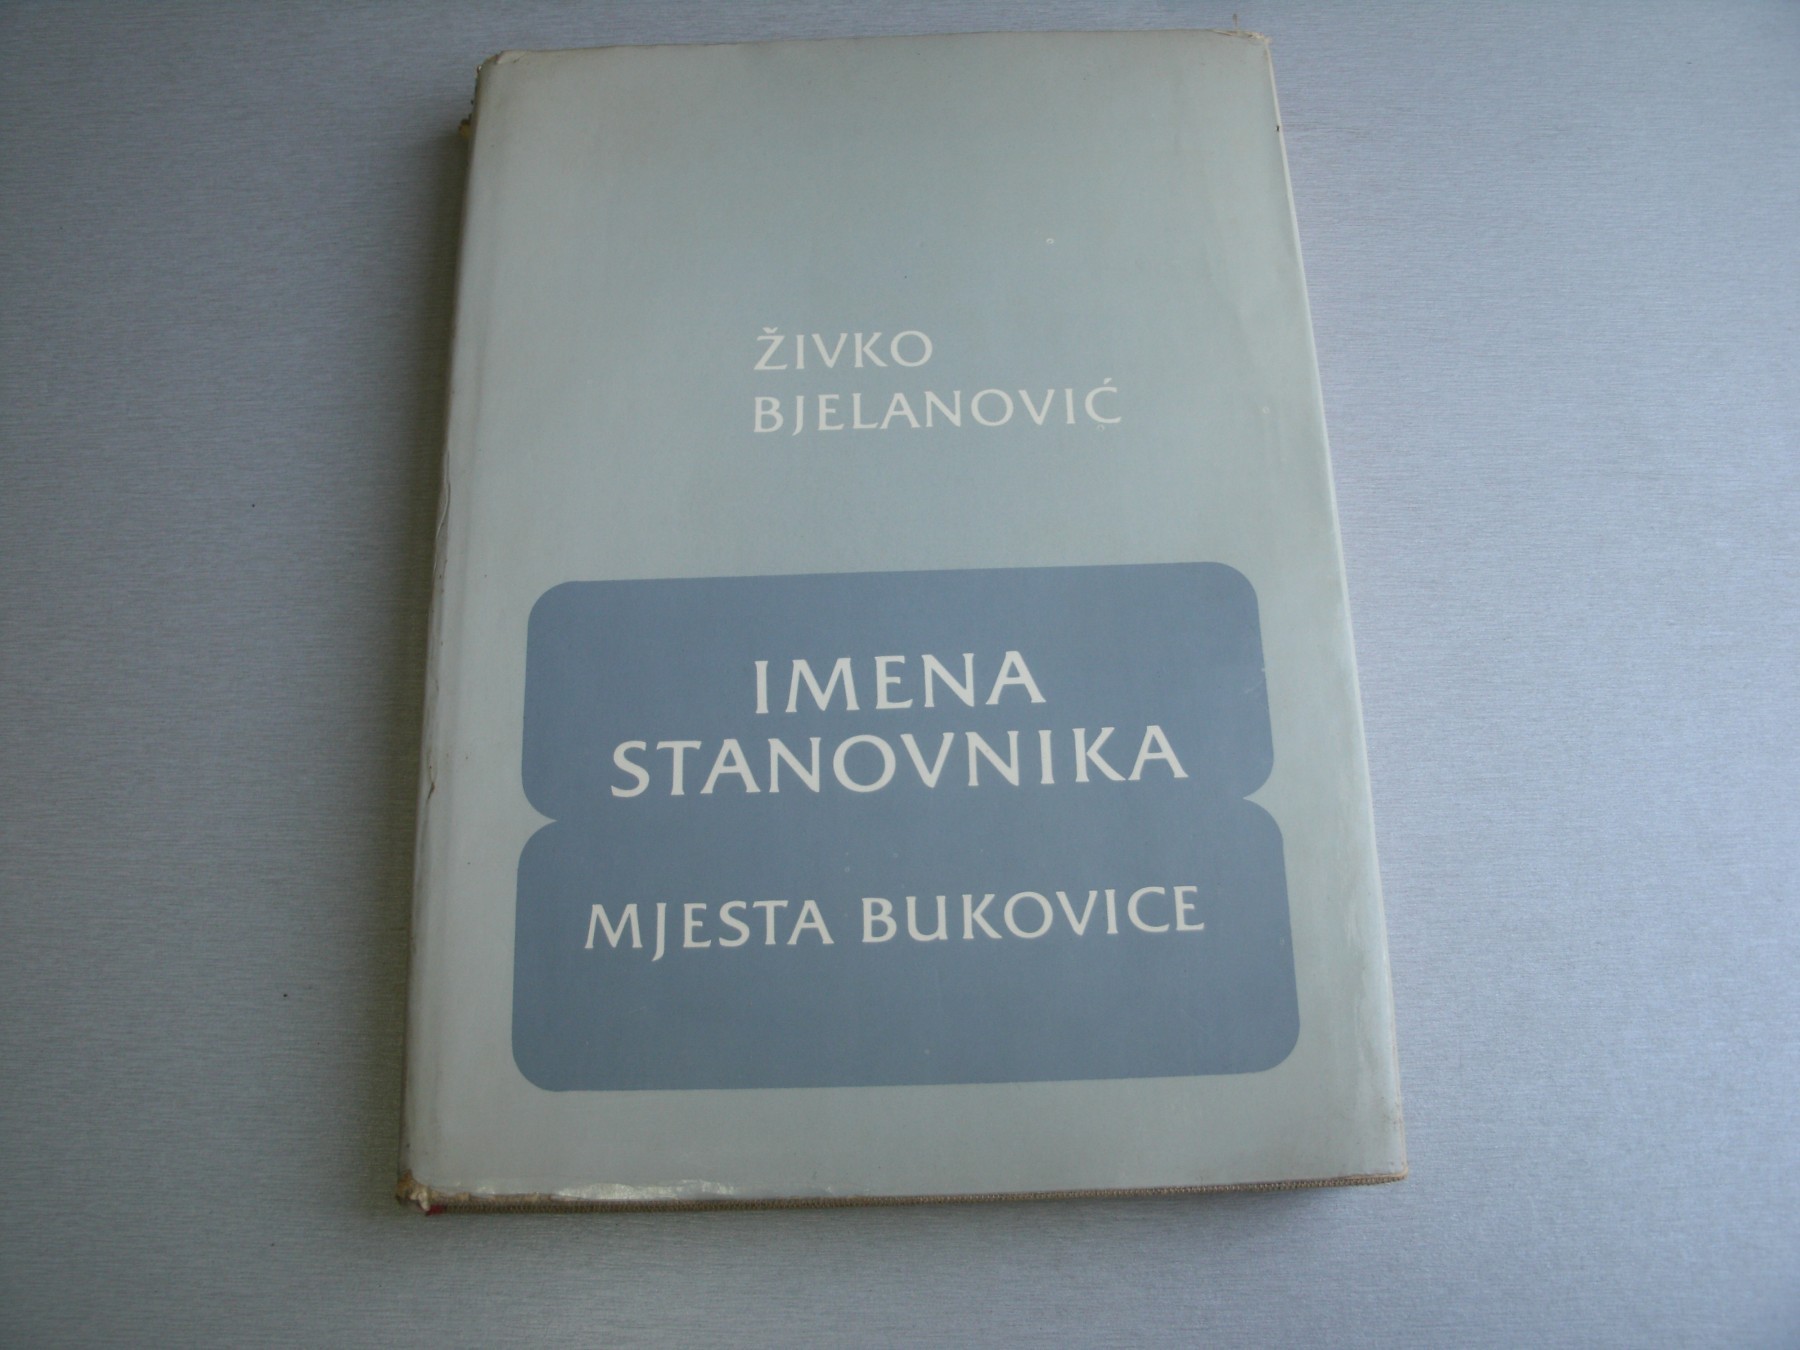 ŽIVKO
BJELANOVIĆ
IMENA
STANOVNIKA
MJESTA BUKOVICE